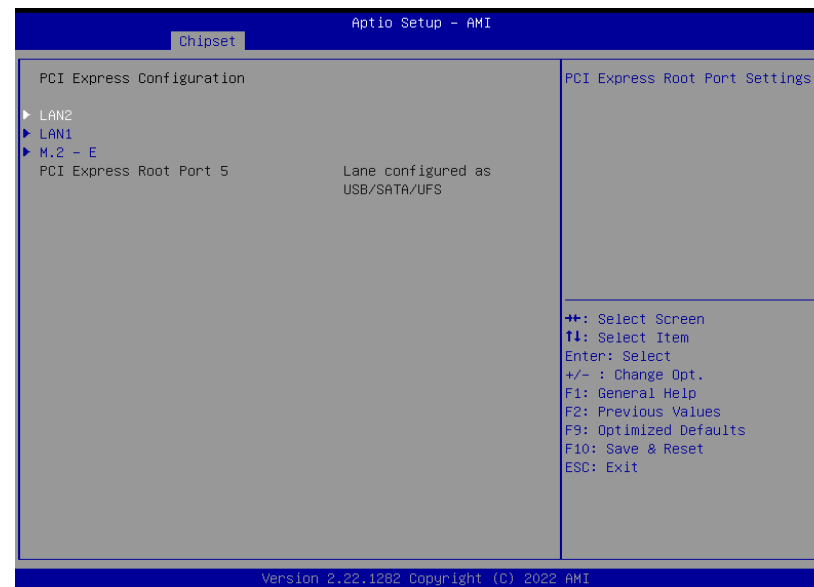 Aptio Setup – AMI
Chipset
PCI Express Configuration
▶ LAN2
▶ LAN1
▶ M.2 – E
PCI Express Root Port 5 Lane configured as
USB/SATA/UFS
PCI Express Root Port Settings
→←: Select Screen
↑↓: Select Item
Enter: Select
+/– : Change Opt.
F1: General Help
F2: Previous Values
F9: Optimized Defaults
F10: Save & Reset
ESC: Exit
Version 2.22.1282 Copyright (C) 2022 AMI